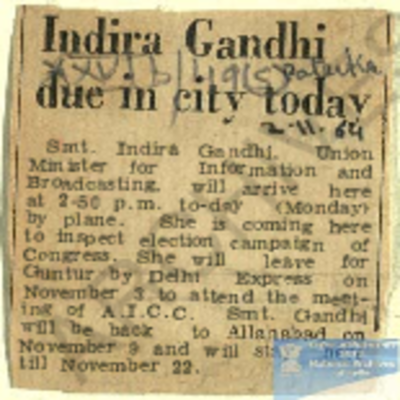 Indira Gandhi
due in city today
Patrika
2-11-64
Smt. Indira Gandhi, Union
Minister for Information and
Broadcasting, will arrive here
at 2-50 p.m. to-day (Monday)
by plane. She is coming here
to inspect election campaign of
Congress. She will leave for
Guntur by Delhi Express on
November 3 to attend the meet-
ing of A.I.C.C. Smt. Gandhi
will be back to Allanabad on
November 9 and will
till November 22.